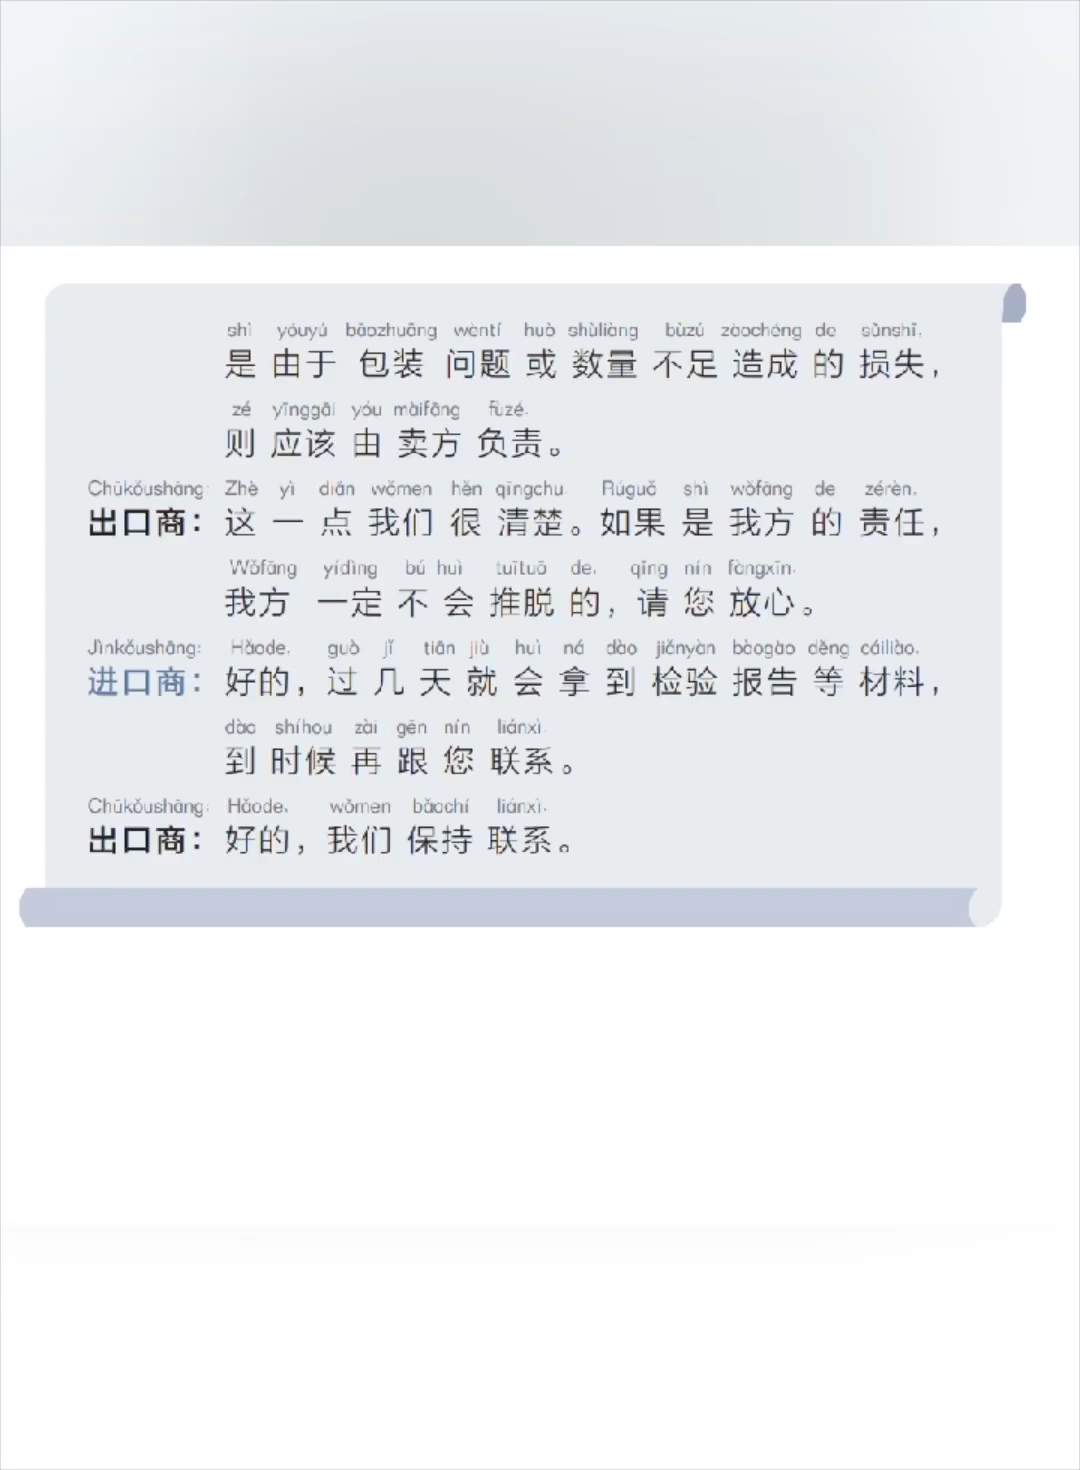 shì yóuyú bāozhuāng wèntí huò shùliàng bùzú zàochéng de sǔnshī,
是 由于 包装 问题 或 数量 不足 造成 的 损失，
zé yīnggāi yóu màifāng fùzé.
则 应该 由 卖方 负责。
Chūkǒushāng: Zhè yì diǎn wǒmen hěn qīngchu. Rúguǒ shì wǒfāng de zérèn,
出口商：这 一 点 我们 很 清楚。如果 是 我方 的 责任，
Wǒfāng yídìng bú huì tuītuō de, qǐng nín fàngxīn.
我方 一定 不 会 推脱 的，请 您 放心。
Jìnkǒushāng: Hǎode, guò jǐ tiān jiù huì ná dào jiǎnyàn bàogào děng cáiliào,
进口商：好的，过 几 天 就 会 拿 到 检验 报告 等 材料，
dào shíhou zài gēn nín liánxì.
到 时候 再 跟 您 联系。
Chūkǒushāng: Hǎode, wǒmen bǎochí liánxì.
出口商：好的，我们 保持 联系。